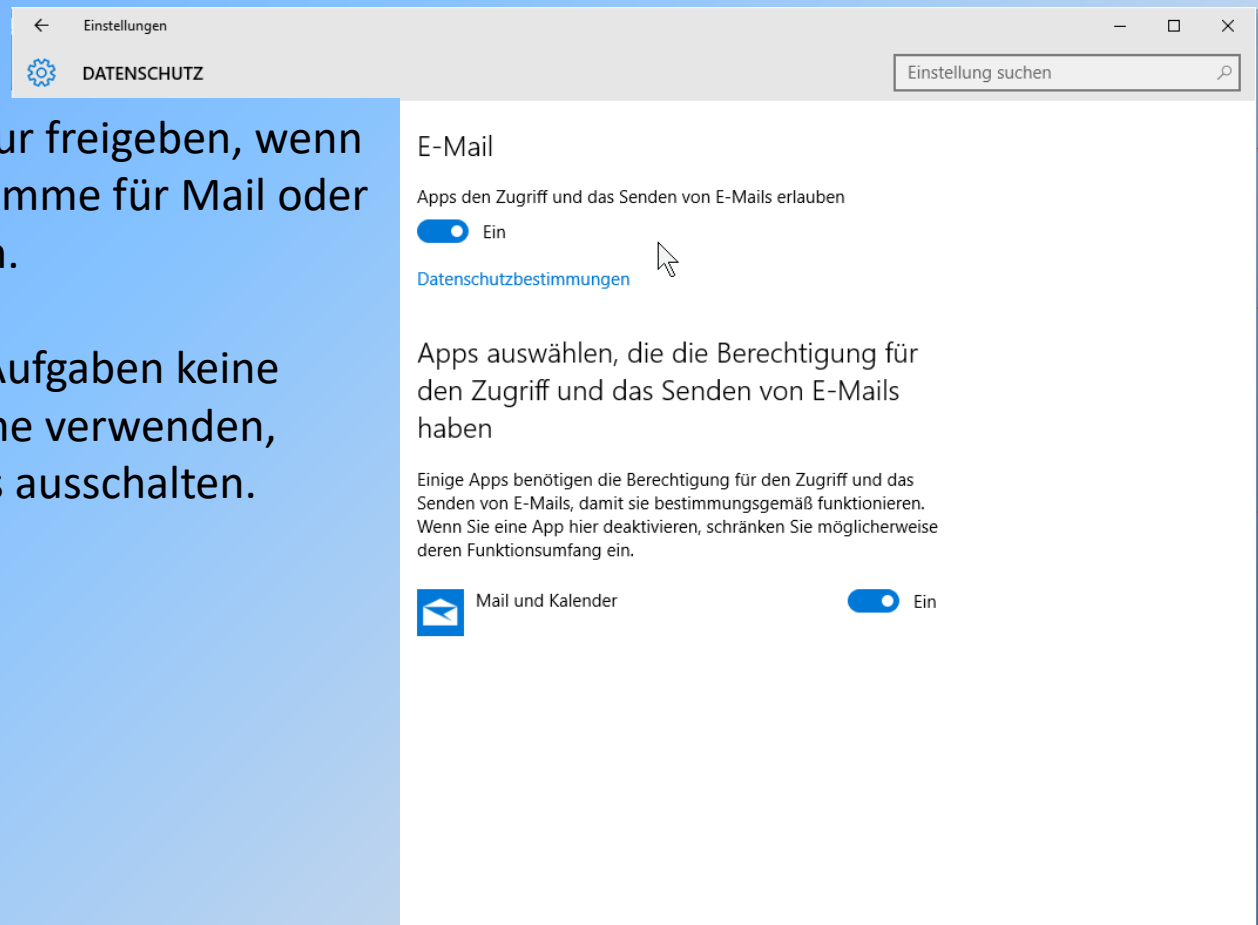 Einstellungen
DATENSCHUTZ
Einstellung suchen
ur freigeben, wenn
mme für Mail oder
n.
Aufgaben keine
ne verwenden,
s ausschalten.
E-Mail
Apps den Zugriff und das Senden von E-Mails erlauben
Ein
Datenschutzbestimmungen
Apps auswählen, die die Berechtigung für
den Zugriff und das Senden von E-Mails
haben
Einige Apps benötigen die Berechtigung für den Zugriff und das
Senden von E-Mails, damit sie bestimmungsgemäß funktionieren.
Wenn Sie eine App hier deaktivieren, schränken Sie möglicherweise
deren Funktionsumfang ein.
Mail und Kalender
Ein